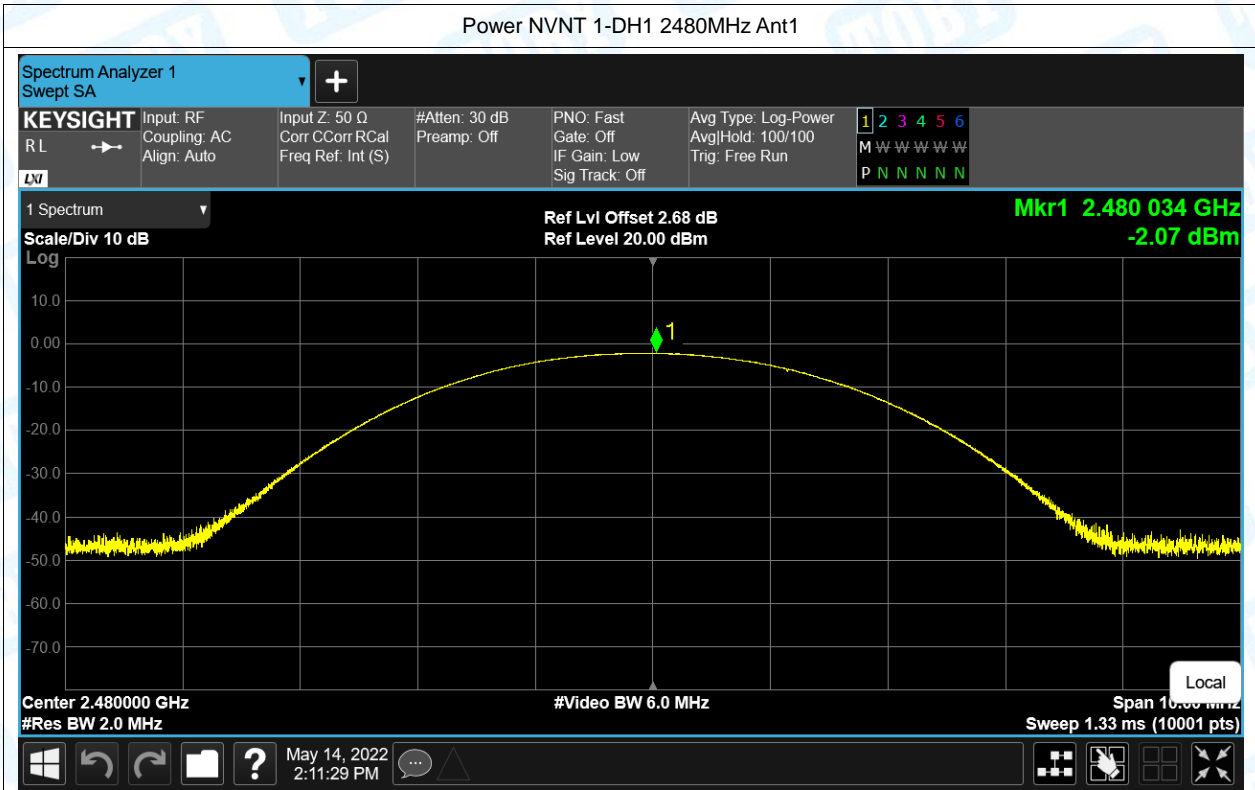 Power NVNT 1-DH1 2480MHz Ant1
Spectrum Analyzer 1
Swept SA
KEYSIGHT
R L
LXI
Input: RF
Coupling: AC
Align: Auto
Input Z: 50 Ω
Corr CCorr RCal
Freq Ref: Int (S)
#Atten: 30 dB
Preamp: Off
PNO: Fast
Gate: Off
IF Gain: Low
Sig Track: Off
Avg Type: Log-Power
Avg|Hold: 100/100
Trig: Free Run
1 2 3 4 5 6
M W W W W W
P N N N N N
1 Spectrum
Scale/Div 10 dB
Log
Ref Lvl Offset 2.68 dB
Ref Level 20.00 dBm
Mkr1 2.480 034 GHz
-2.07 dBm
1
10.0
0.00
-10.0
-20.0
-30.0
-40.0
-50.0
-60.0
-70.0
Local
Center 2.480000 GHz
#Res BW 2.0 MHz
#Video BW 6.0 MHz
Span 10.00 MHz
Sweep 1.33 ms (10001 pts)
?
May 14, 2022
2:11:29 PM